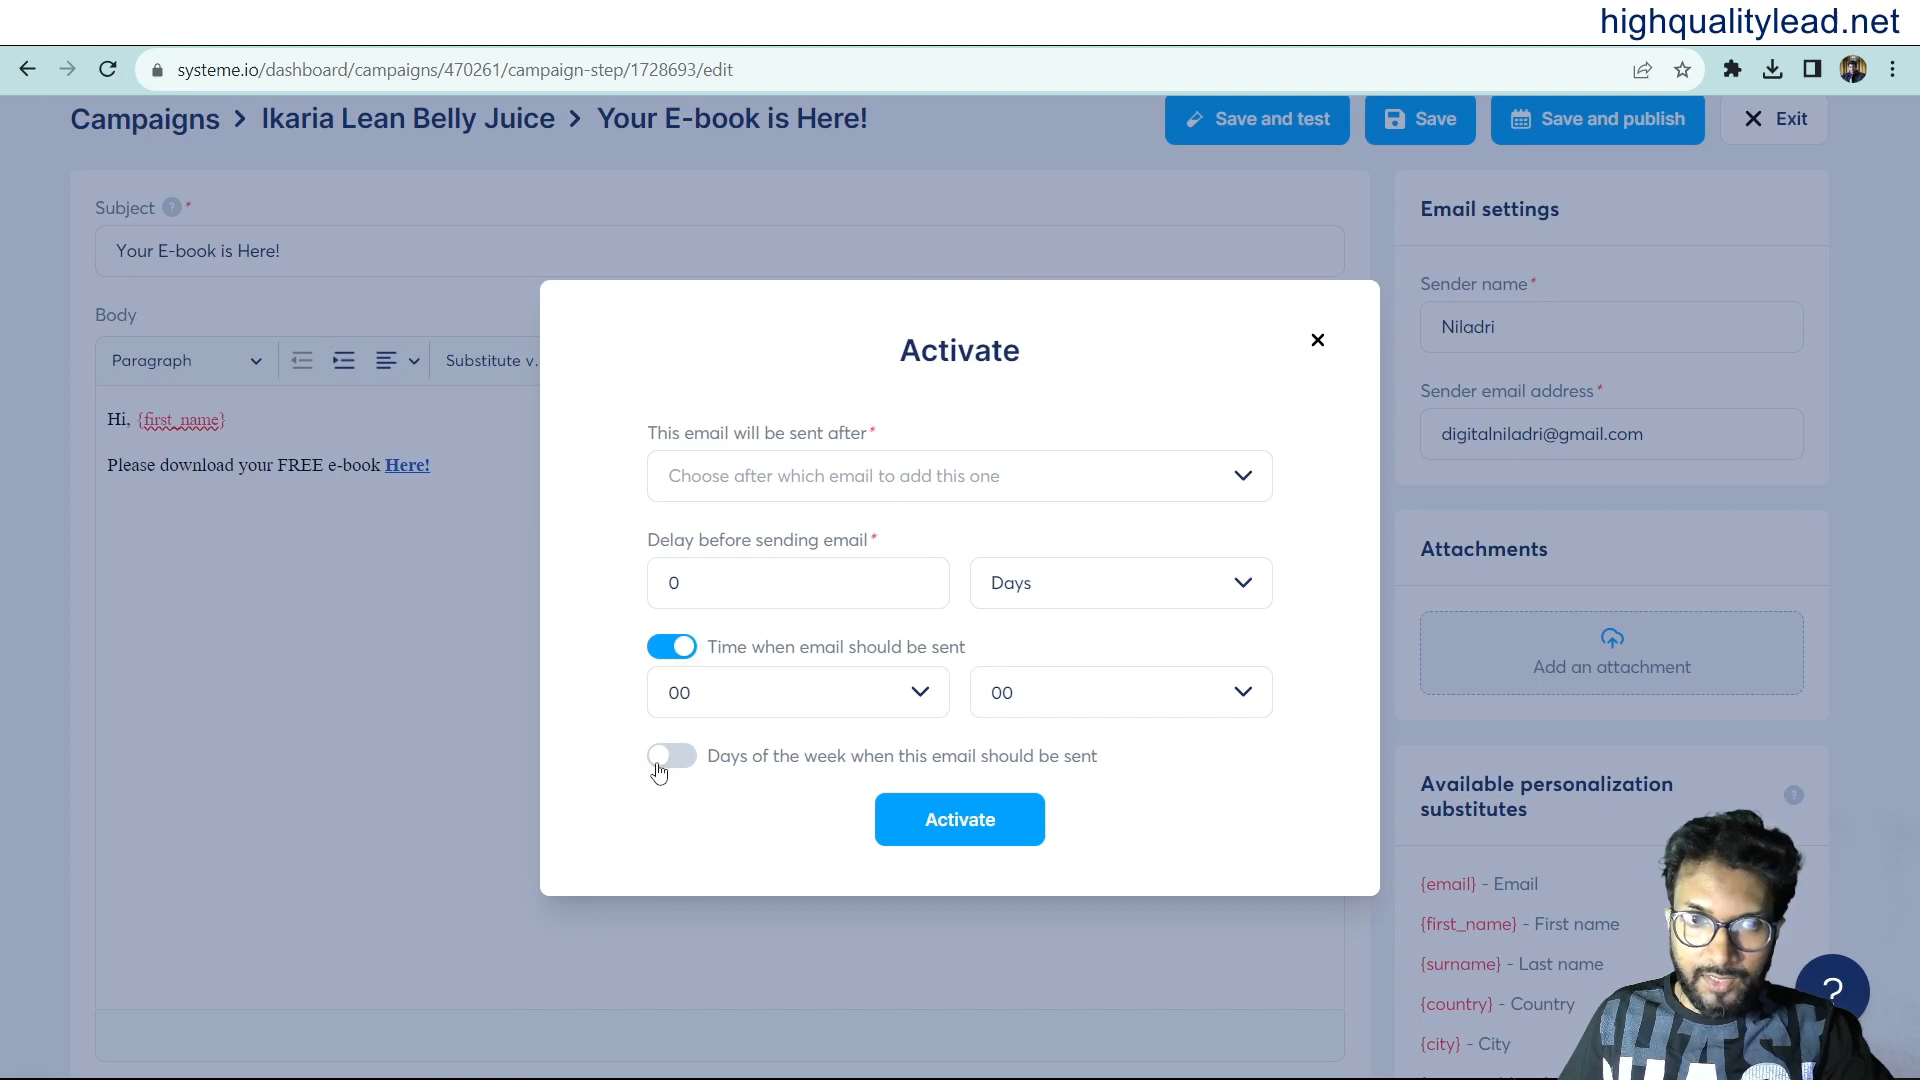 highqualitylead.net
systeme.io/dashboard/campaigns/470261/campaign-step/1728693/edit
Campaigns > Ikaria Lean Belly Juice > Your E-book is Here!
Save and test
Save
Save and publish
Exit
Subject ? *
Your E-book is Here!
Body
Paragraph
Substitute v...
Hi, {first_name}
Please download your FREE e-book Here!
Activate
This email will be sent after*
Choose after which email to add this one
Delay before sending email*
0
Days
Time when email should be sent
00
00
Days of the week when this email should be sent
Activate
Email settings
Sender name*
Niladri
Sender email address*
digitalniladri@gmail.com
Attachments
Add an attachment
Available personalization
substitutes
?
{email} - Email
{first_name} - First name
{surname} - Last name
{country} - Country
{city} - City
?